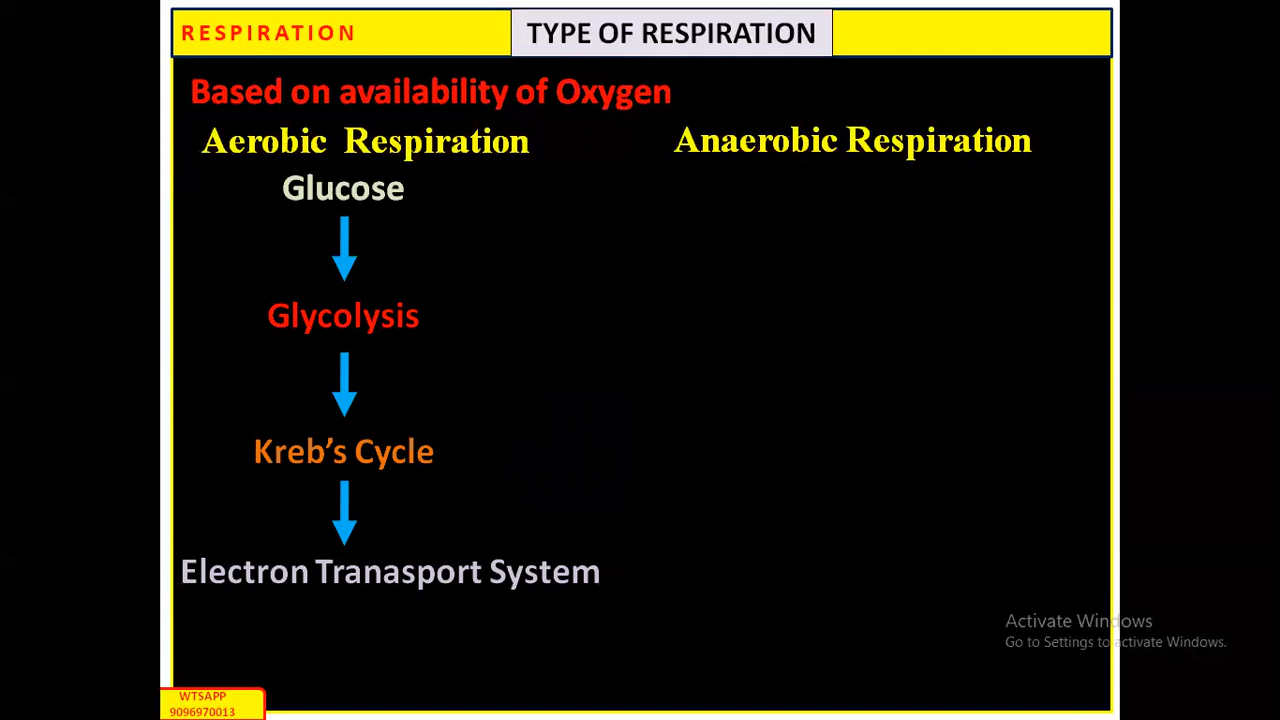 RESPIRATION
TYPE OF RESPIRATION
Based on availability of Oxygen
Aerobic Respiration
Anaerobic Respiration
Glucose
Glycolysis
Kreb’s Cycle
Electron Tranasport System
Activate Windows
Go to Settings to activate Windows.
WTSAPP
9096970013